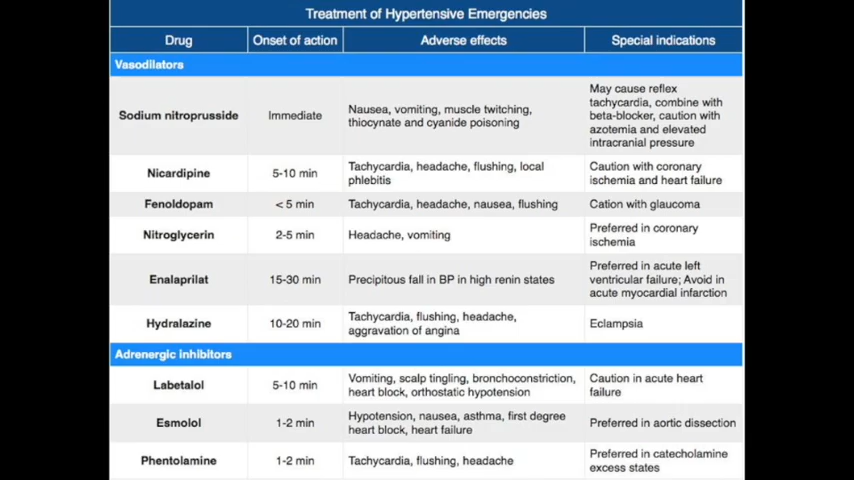 Treatment of Hypertensive Emergencies
Drug Onset of action Adverse effects Special indications
Vasodilators
Sodium nitroprusside
Immediate
Nausea, vomiting, muscle twitching,
thiocynate and cyanide poisoning
May cause reflex
tachycardia, combine with
beta-blocker, caution with
azotemia and elevated
intracranial pressure
Nicardipine
5-10 min
Tachycardia, headache, flushing, local
phlebitis
Caution with coronary
ischemia and heart failure
Fenoldopam
< 5 min
Tachycardia, headache, nausea, flushing
Cation with glaucoma
Nitroglycerin
2-5 min
Headache, vomiting
Preferred in coronary
ischemia
Enalaprilat
15-30 min
Precipitous fall in BP in high renin states
Preferred in acute left
ventricular failure; Avoid in
acute myocardial infarction
Hydralazine
10-20 min
Tachycardia, flushing, headache,
aggravation of angina
Eclampsia
Adrenergic inhibitors
Labetalol
5-10 min
Vomiting, scalp tingling, bronchoconstriction,
heart block, orthostatic hypotension
Caution in acute heart
failure
Esmolol
1-2 min
Hypotension, nausea, asthma, first degree
heart block, heart failure
Preferred in aortic dissection
Phentolamine
1-2 min
Tachycardia, flushing, headache
Preferred in catecholamine
excess states